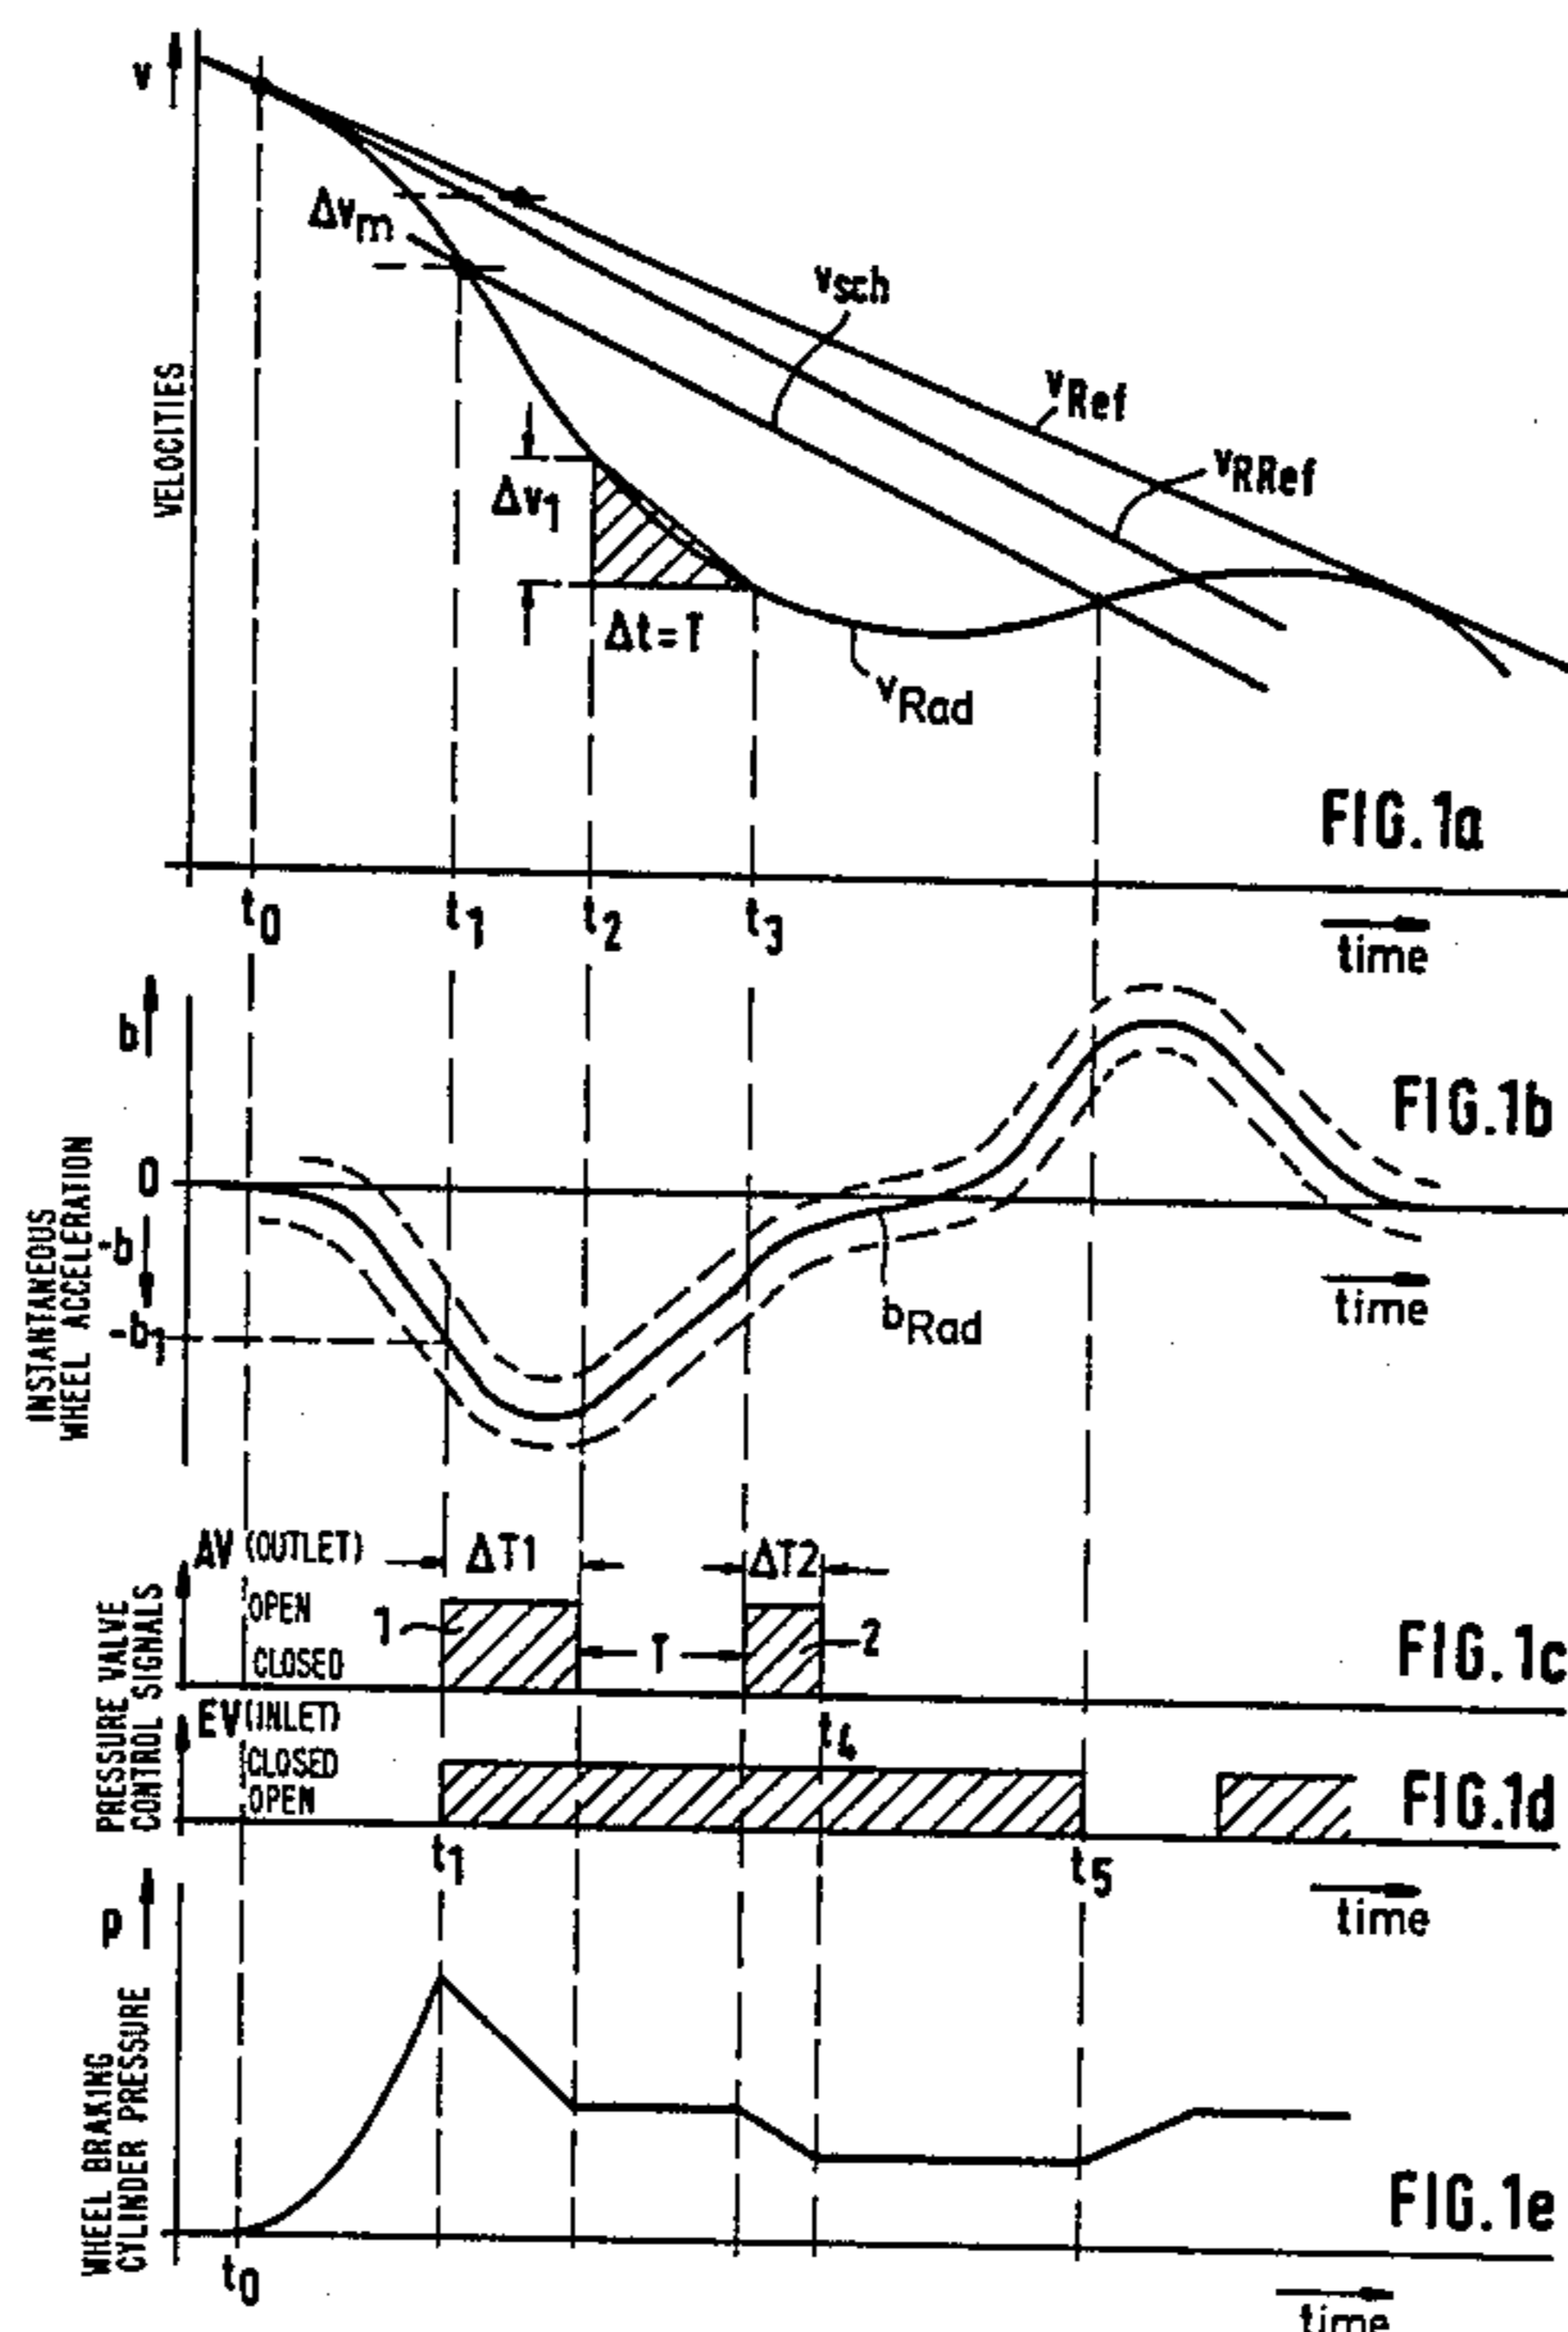 v
Δvm
vsch
vRef
vRRef
VELOCITIES
Δv1
Δt=T
vRad
FIG.1a
t0
t1
t2
t3
time
b
FIG.1b
0
INSTANTANEOUS
WHEEL ACCELERATION
-b
-b1
bRad
time
AV (OUTLET)
ΔT1
ΔT2
PRESSURE VALVE
CONTROL SIGNALS
OPEN
1
T
2
CLOSED
FIG.1c
EV (INLET)
t4
CLOSED
OPEN
FIG.1d
t1
t5
time
p
WHEEL BRAKING
CYLINDER PRESSURE
FIG.1e
t0
time